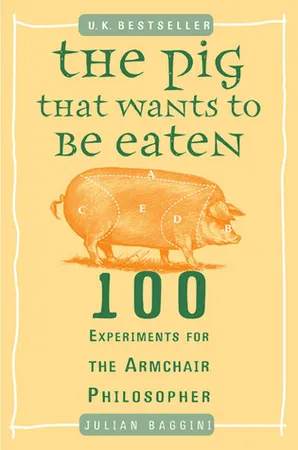 U.K. BESTSELLER
The Pig
That Wants to
Be Eaten
A
C
E
D
B
100
Experiments for
the Armchair
Philosopher
Julian Baggini